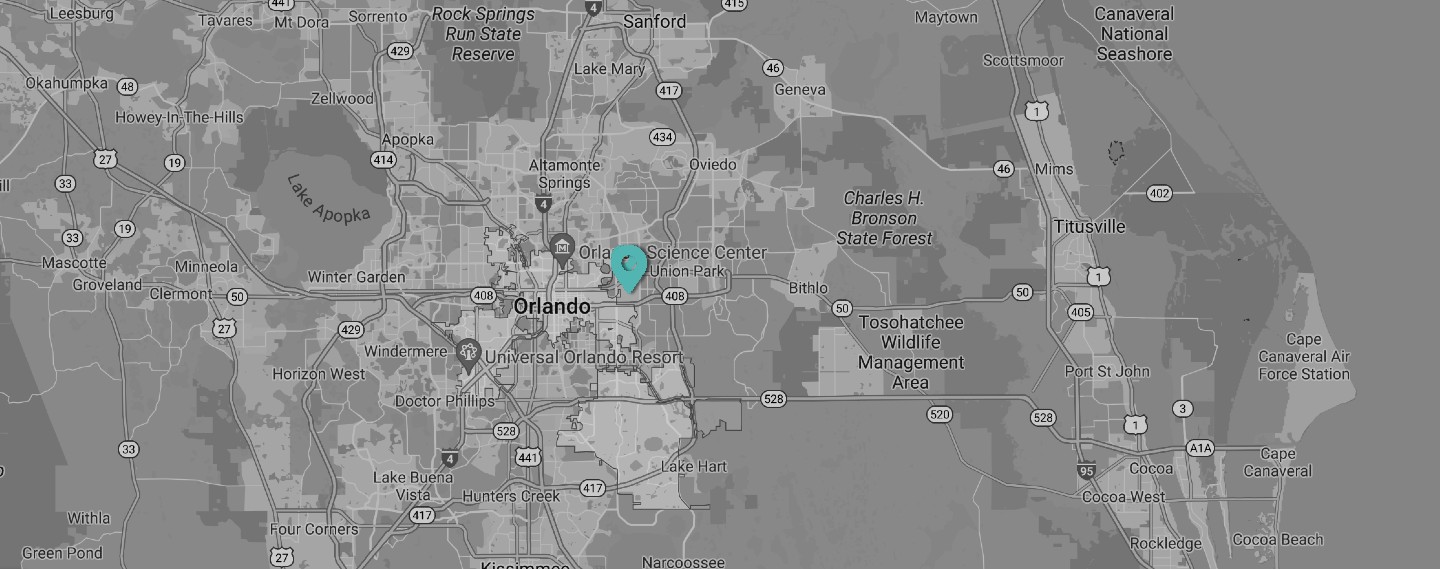 441
4
415
Leesburg
Tavares
Mt Dora
Sorrento
Rock Springs
Run State
Reserve
Sanford
Maytown
Canaveral
National
Seashore
429
Scottsmoor
Okahumpka
48
Lake Mary
46
417
Geneva
Zellwood
Howey-In-The-Hills
1
Apopka
434
27
19
414
Altamonte
Springs
Oviedo
46
Mims
33
Lake Apopka
4
Charles H.
Bronson
State Forest
402
19
33
Titusville
Orla
Science Center
Mascotte
Minneola
Union Park
Groveland
Winter Garden
1
Clermont
50
408
Orlando
408
Bithlo
50
50
405
27
429
Tosohatchee
Wildlife
Management
Area
Windermere
Universal Orlando Resort
Cape
Canaveral Air
Force Station
Horizon West
Port St John
Doctor Phillips
528
520
528
3
1
528
33
4
441
A1A
Lake Hart
95
Cocoa
Cape
Canaveral
Lake Buena
Vista
417
Hunters Creek
Cocoa West
417
Withla
Four Corners
Green Pond
27
Kissimmee
Narcoossee
Rockledge
Cocoa Beach